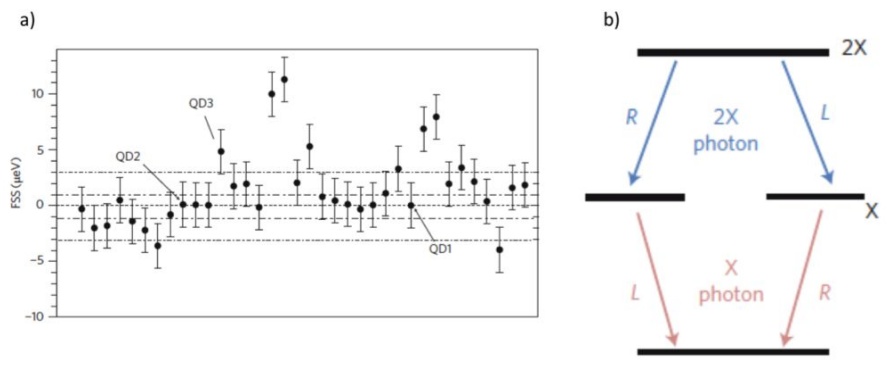 a)
FSS (μeV)
10
5
0
−5
−10
QD3
QD2
QD1
b)
2X
R
L
2X
photon
X
L
X
photon
R